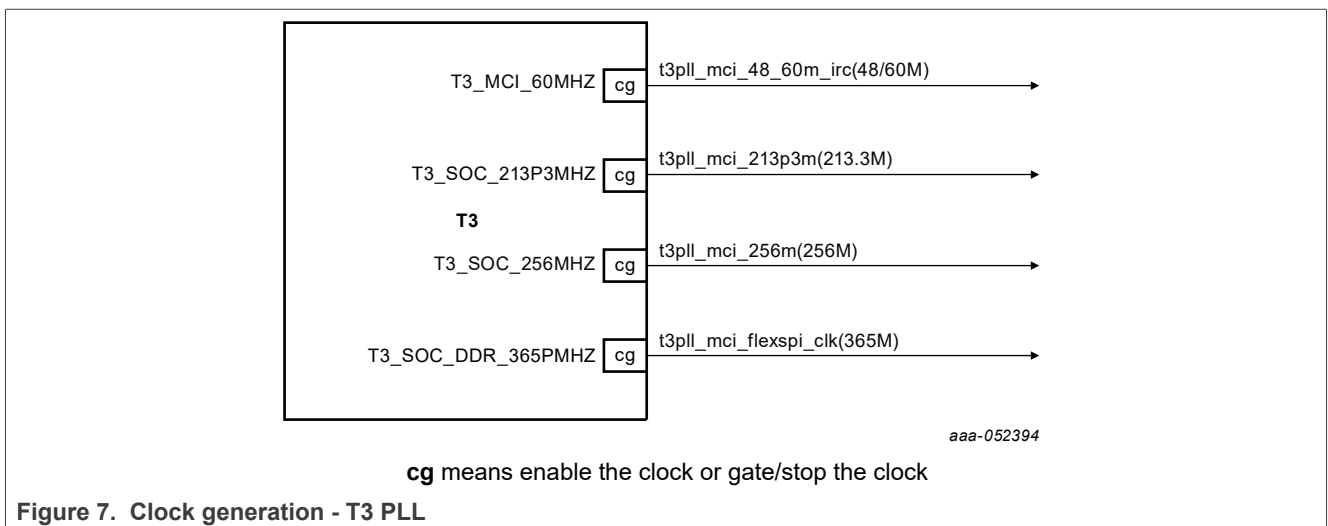 T3_MCI_60MHZ cg t3pll_mci_48_60m_irc(48/60M)
T3_SOC_213P3MHZ cg t3pll_mci_213p3m(213.3M)
T3
T3_SOC_256MHZ cg t3pll_mci_256m(256M)
T3_SOC_DDR_365PMHZ cg t3pll_mci_flexspi_clk(365M)
aaa-052394
cg means enable the clock or gate/stop the clock
Figure 7. Clock generation - T3 PLL